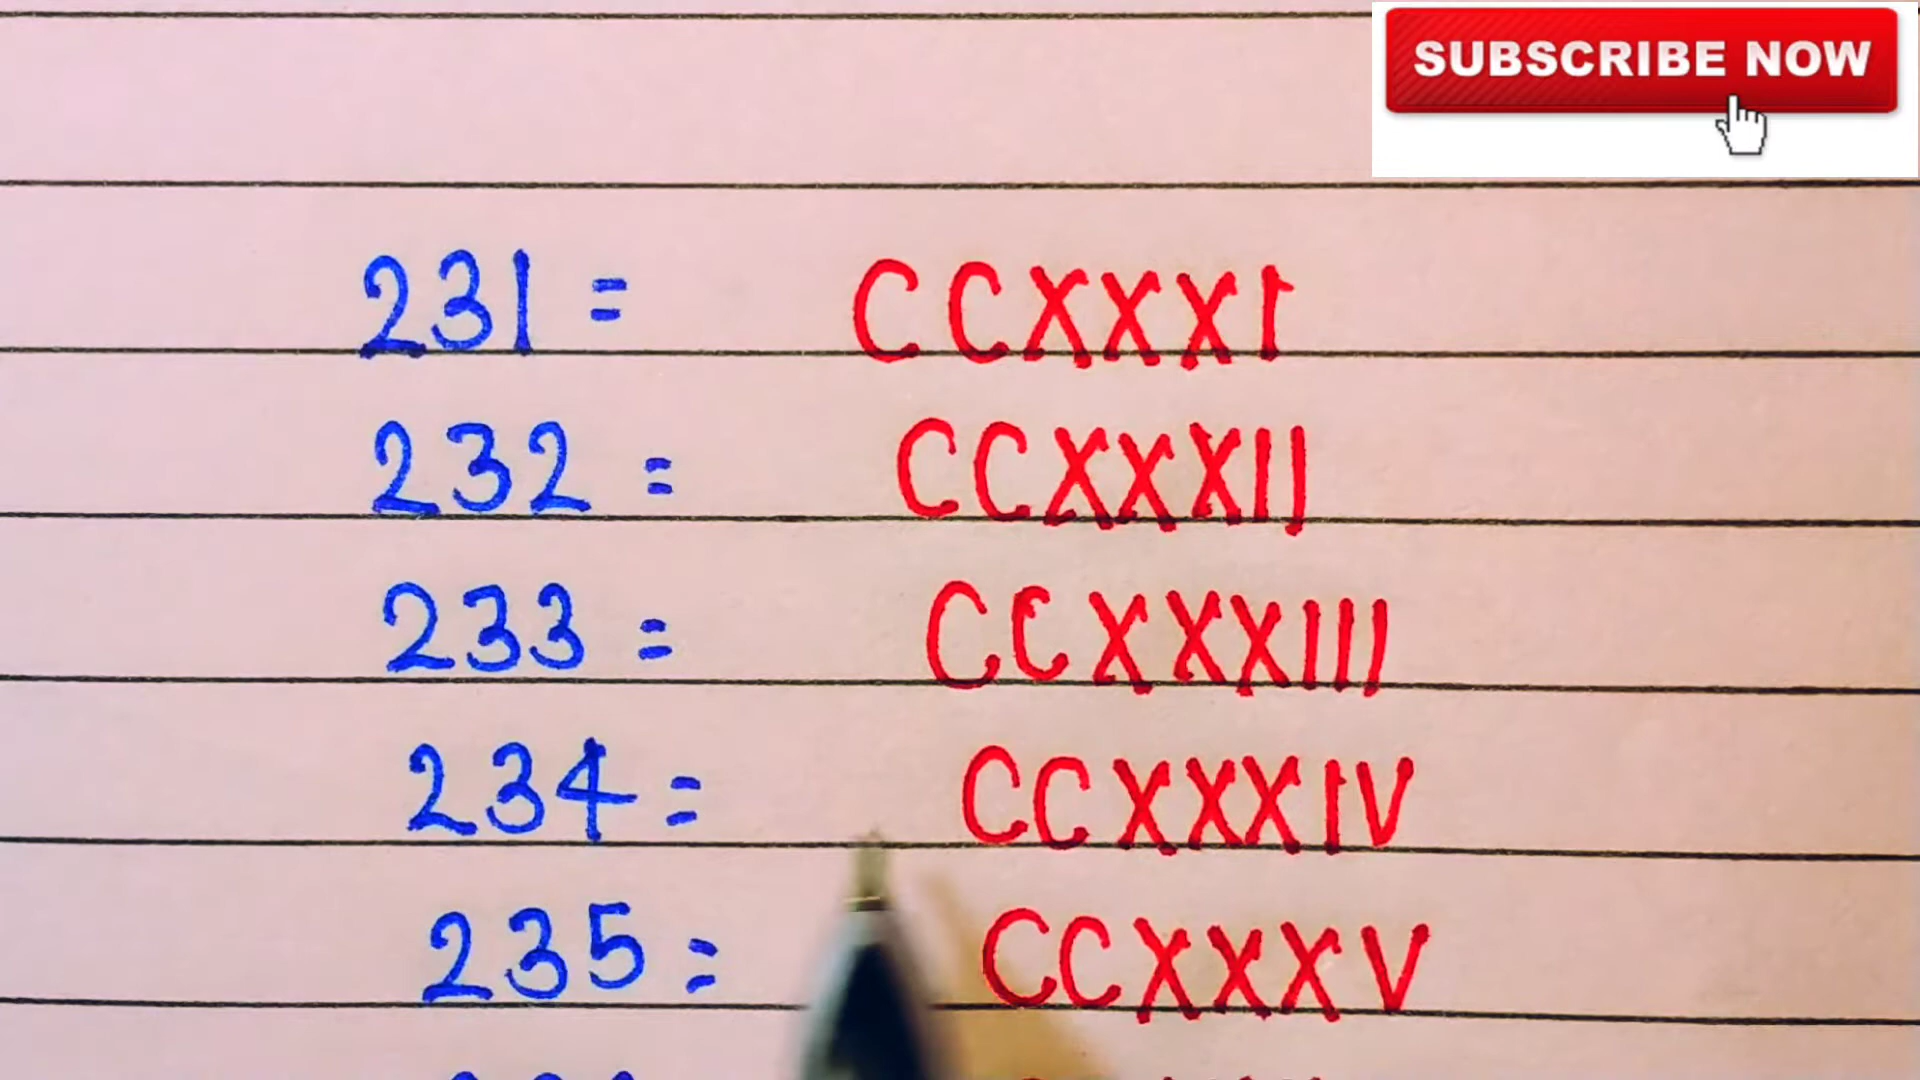 SUBSCRIBE NOW
231 = CCXXXI
232 = CCXXXII
233 = CCXXXIII
234 = CCXXXIV
235 = CCXXXV